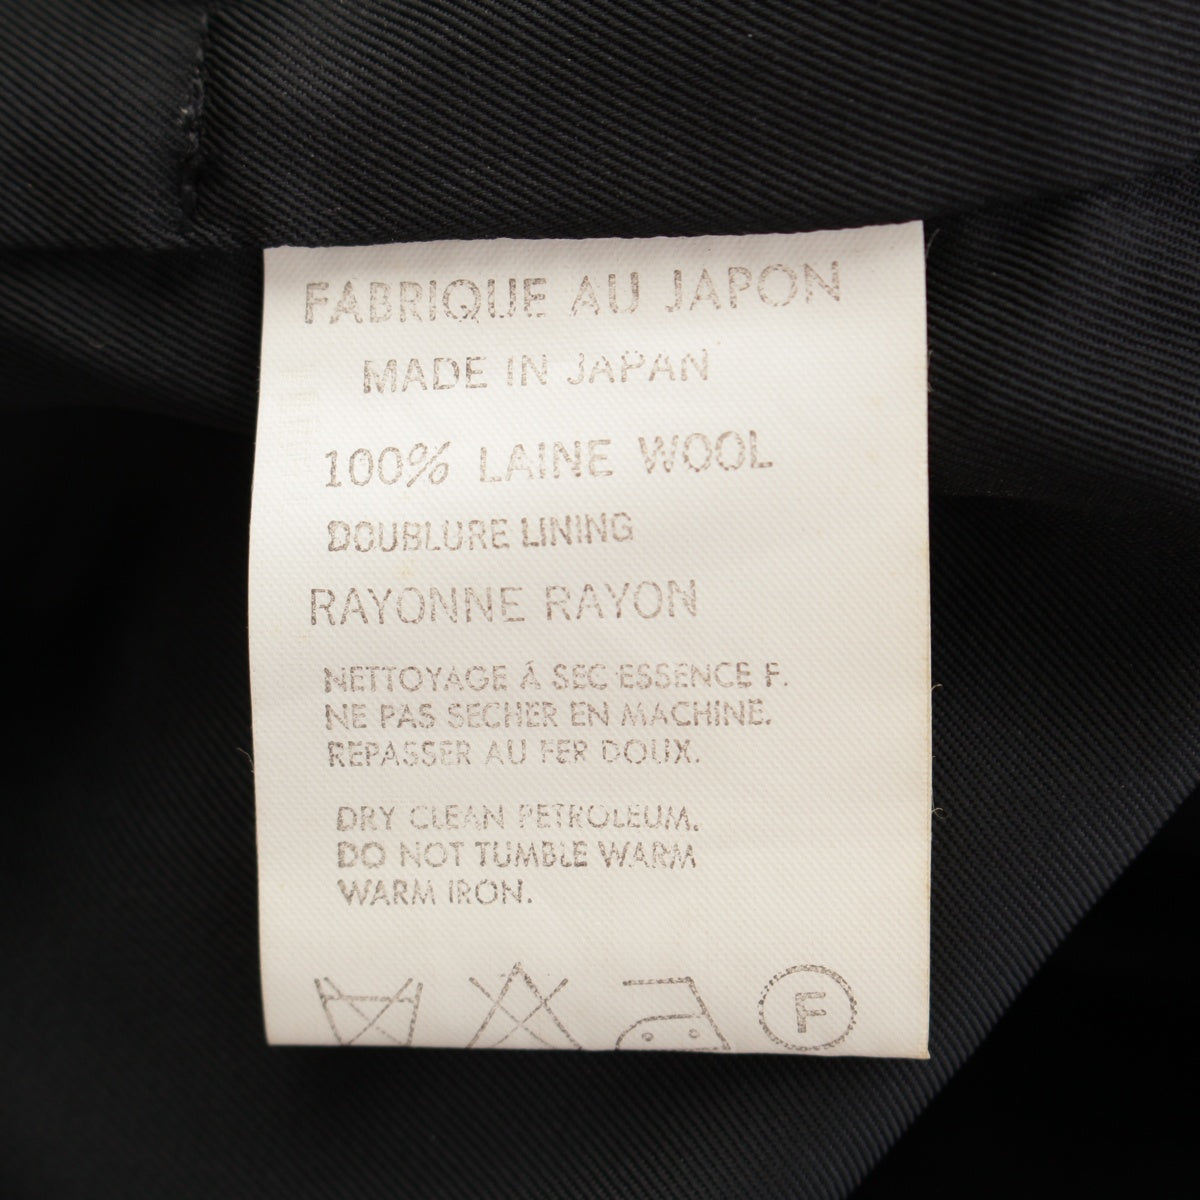 FABRIQUE AU JAPON
MADE IN JAPAN
100% LAINE WOOL
DOUBLURE LINING
RAYONNE RAYON
NETTOYAGE Á SEC ESSENCE F.
NE PAS SECHER EN MACHINE.
REPASSER AU FER DOUX.
DRY CLEAN PETROLEUM.
DO NOT TUMBLE WARM
WARM IRON.
F